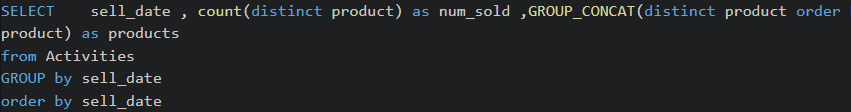 SELECT    sell_date , count(distinct product) as num_sold ,GROUP_CONCAT(distinct product order
product) as products
from Activities
GROUP by sell_date
order by sell_date